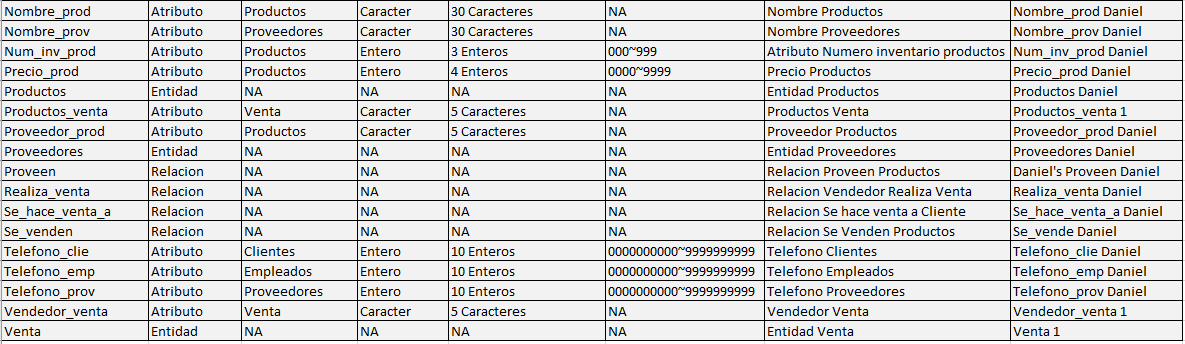 Nombre_prod Atributo Productos Caracter 30 Caracteres NA Nombre Productos Nombre_prod Daniel
Nombre_prov Atributo Proveedores Caracter 30 Caracteres NA Nombre Proveedores Nombre_prov Daniel
Num_inv_prod Atributo Productos Entero 3 Enteros 000~999 Atributo Numero inventario productos Num_inv_prod Daniel
Precio_prod Atributo Productos Entero 4 Enteros 0000~9999 Precio Productos Precio_prod Daniel
Productos Entidad NA NA NA NA Entidad Productos Productos Daniel
Productos_venta Atributo Venta Caracter 5 Caracteres NA Productos Venta Productos_venta 1
Proveedor_prod Atributo Productos Caracter 5 Caracteres NA Proveedor Productos Proveedor_prod Daniel
Proveedores Entidad NA NA NA NA Entidad Proveedores Proveedores Daniel
Proveen Relacion NA NA NA NA Relacion Proveen Productos Daniel's Proveen Daniel
Realiza_venta Relacion NA NA NA NA Relacion Vendedor Realiza Venta Realiza_venta Daniel
Se_hace_venta_a Relacion NA NA NA NA Relacion Se hace venta a Cliente Se_hace_venta_a Daniel
Se_venden Relacion NA NA NA NA Relacion Se Venden Productos Se_vende Daniel
Telefono_clie Atributo Clientes Entero 10 Enteros 0000000000~9999999999 Telefono Clientes Telefono_clie Daniel
Telefono_emp Atributo Empleados Entero 10 Enteros 0000000000~9999999999 Telefono Empleados Telefono_emp Daniel
Telefono_prov Atributo Proveedores Entero 10 Enteros 0000000000~9999999999 Telefono Proveedores Telefono_prov Daniel
Vendedor_venta Atributo Venta Caracter 5 Caracteres NA Vendedor Venta Vendedor_venta 1
Venta Entidad NA NA NA NA Entidad Venta Venta 1